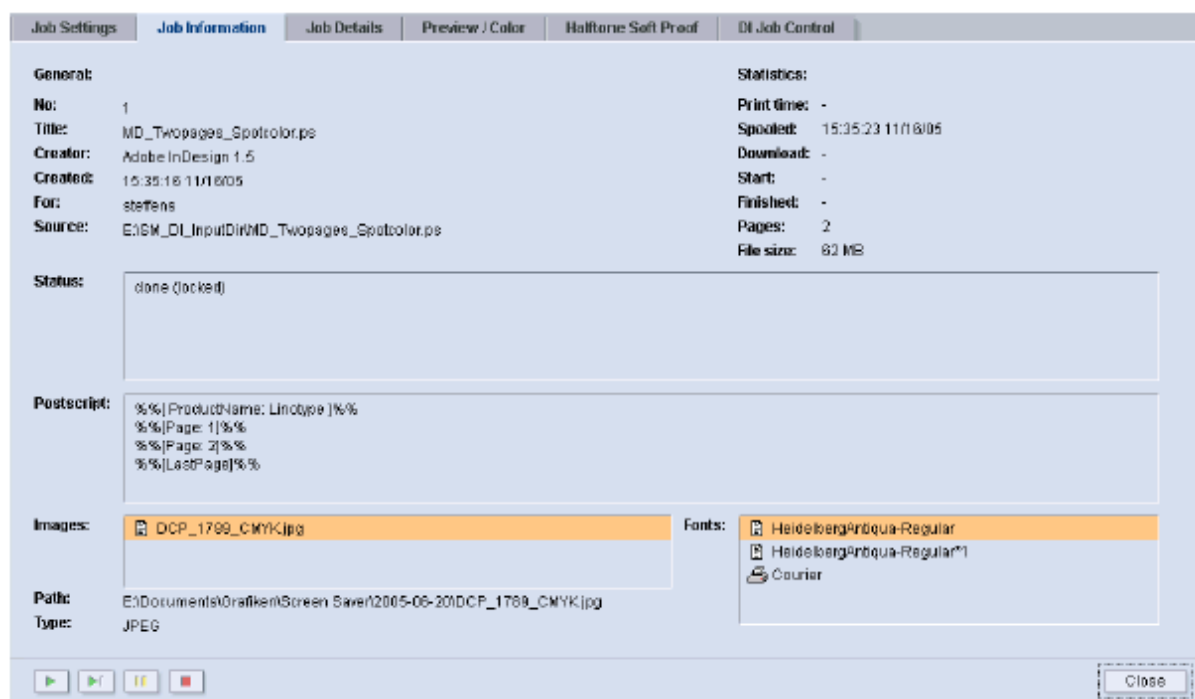 Job Settings Job Information Job Details Preview / Color Halftone Soft Proof DI Job Control
General:
No: 1
Title: MD_Twopages_Spotcolor.ps
Creator: Adobe InDesign 1.5
Created: 15:35:16 11/16/05
For: steffens
Source: E:\SM_DI_InputDir\MD_Twopages_Spotcolor.ps
Statistics:
Print time: -
Spooled: 15:35:23 11/16/05
Download: -
Start: -
Finished: -
Pages: 2
File size: 62 MB
Status: done (locked)
Postscript: %%[ ProductName: Linotype ]%%
%%[Page: 1]%%
%%[Page: 2]%%
%%[LastPage]%%
Images: DCP_1789_CMYK.jpg
Path: E:\Documents\Grafiken\Screen Saver\2005-06-20\DCP_1789_CMYK.jpg
Type: JPEG
Fonts: HeidelbergAntiqua-Regular
HeidelbergAntiqua-Regular*1
Courier
Close